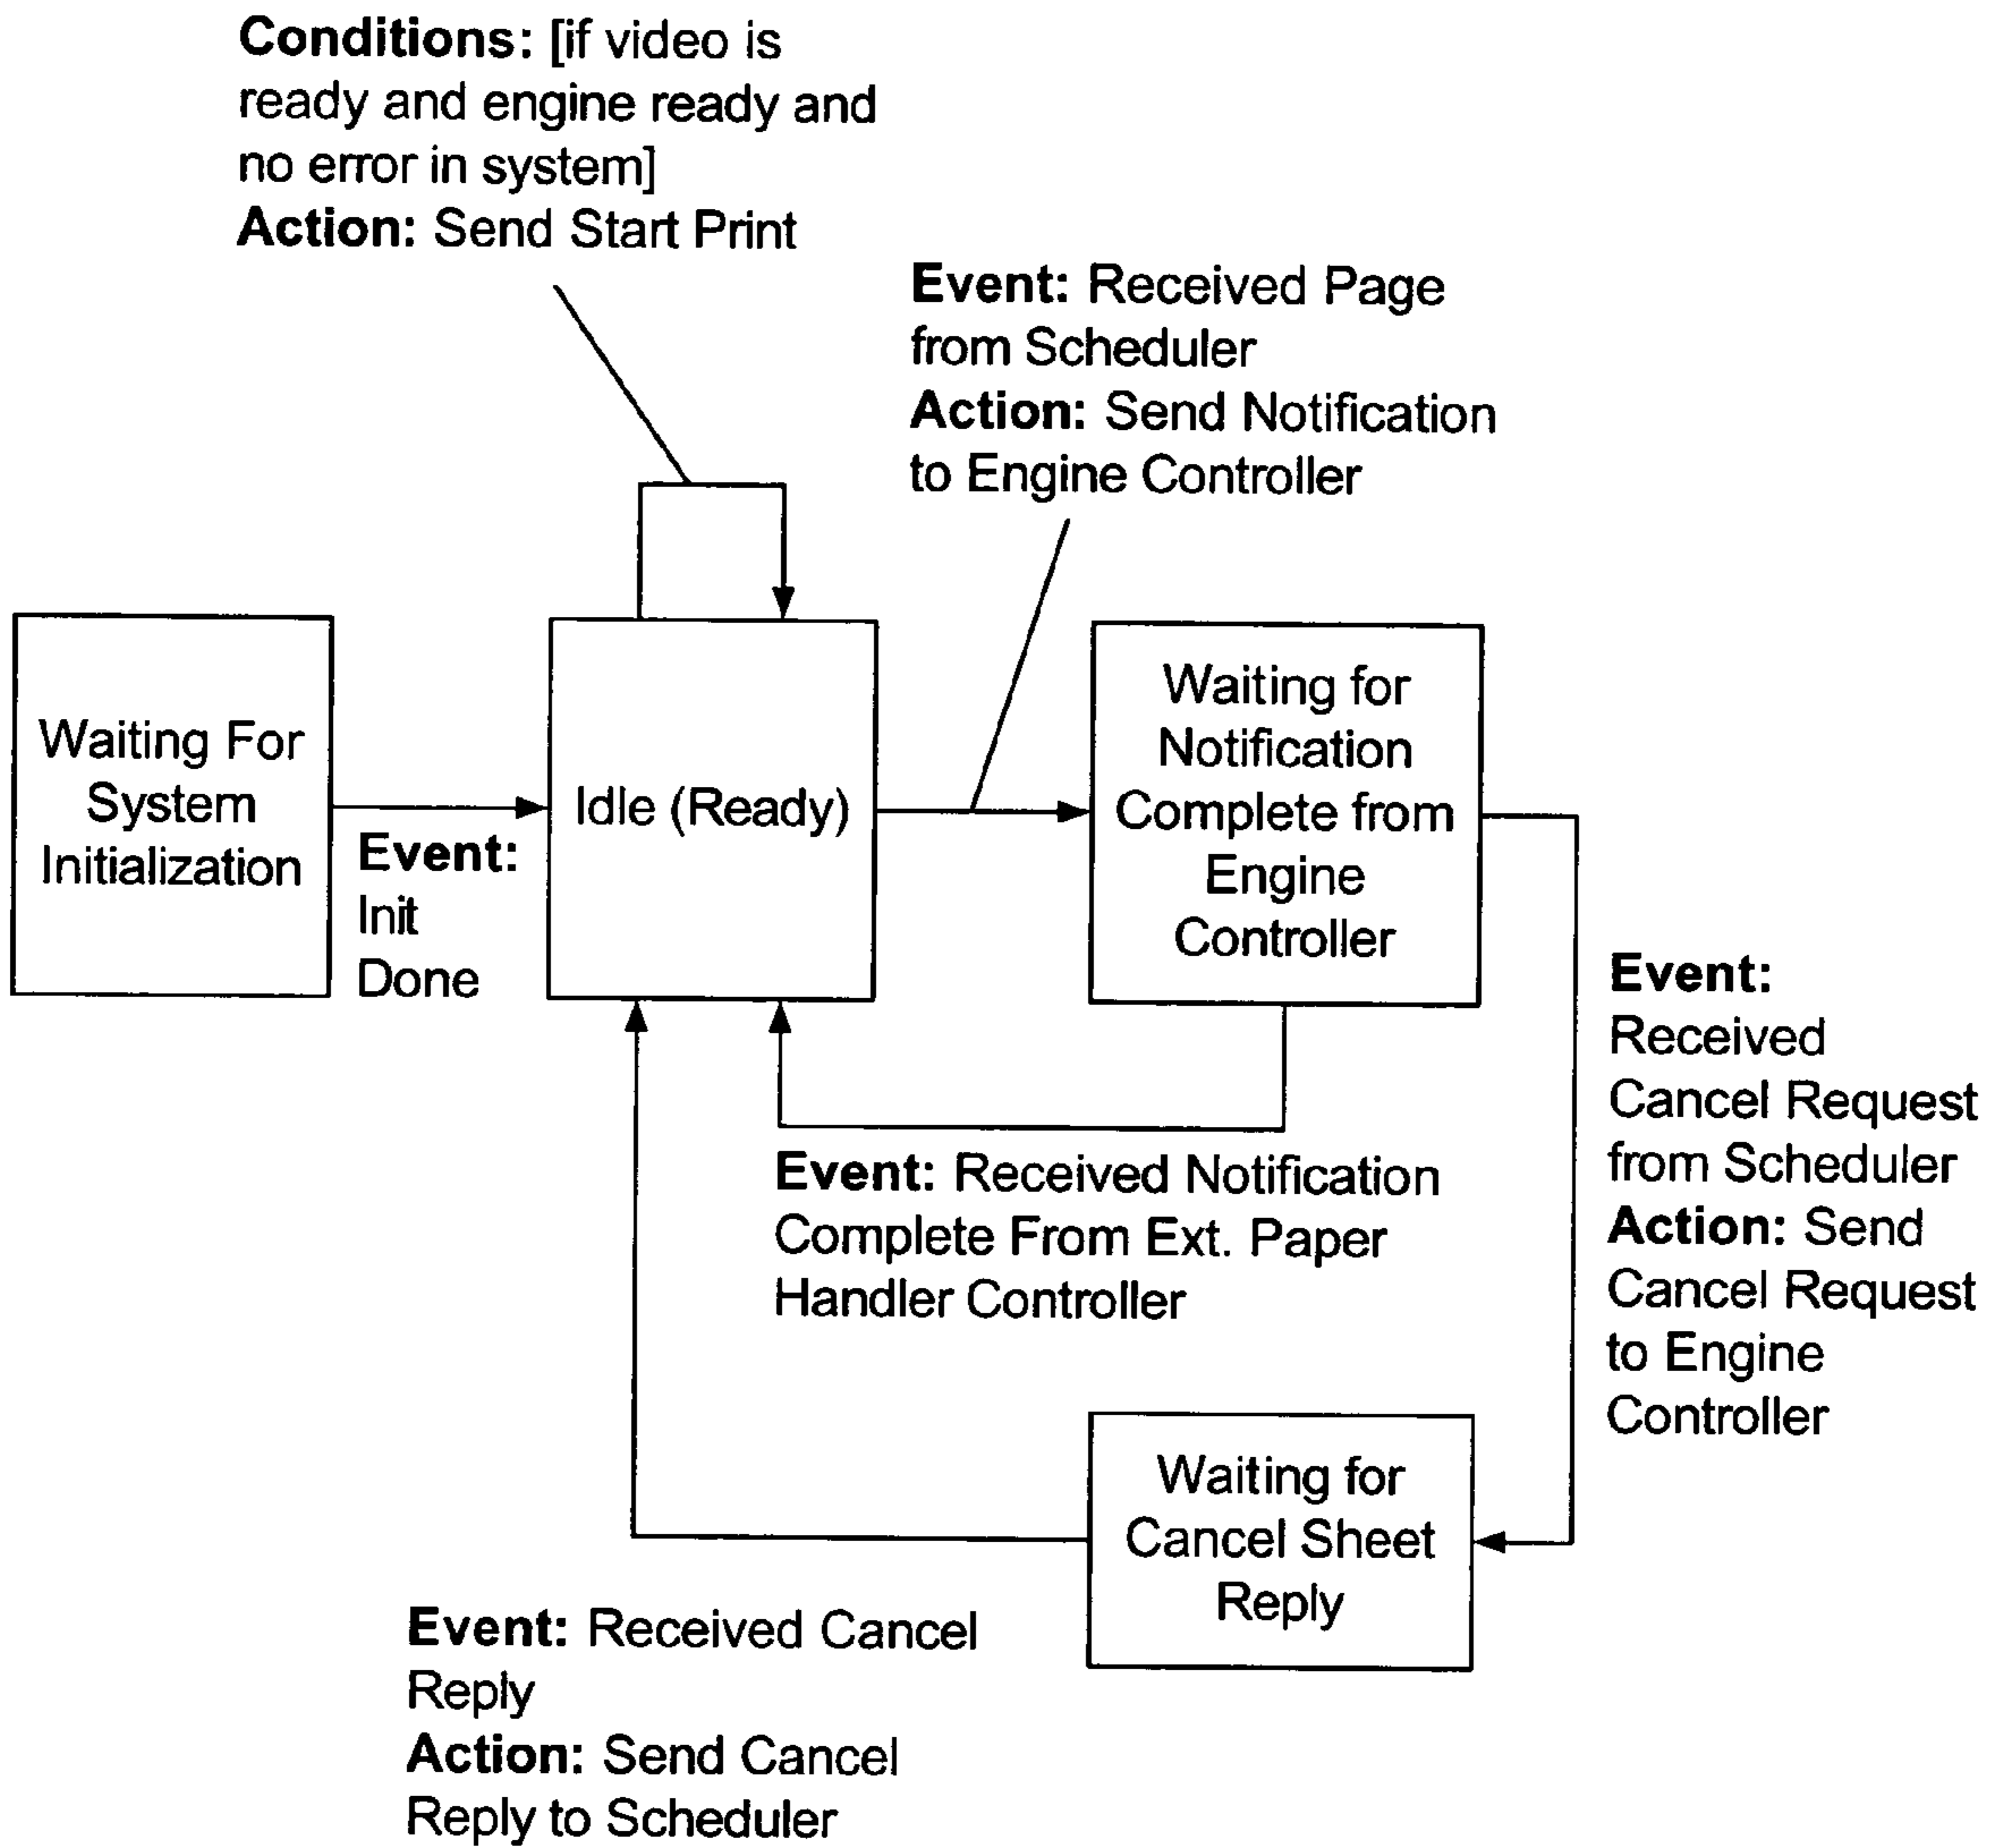 Conditions: [if video is
ready and engine ready and
no error in system]
Action: Send Start Print
Event: Received Page
from Scheduler
Action: Send Notification
to Engine Controller
Waiting For
System
Initialization
Event:
Init
Done
Idle (Ready)
Waiting for
Notification
Complete from
Engine
Controller
Event:
Received
Cancel Request
from Scheduler
Action: Send
Cancel Request
to Engine
Controller
Event: Received Notification
Complete From Ext. Paper
Handler Controller
Waiting for
Cancel Sheet
Reply
Event: Received Cancel
Reply
Action: Send Cancel
Reply to Scheduler